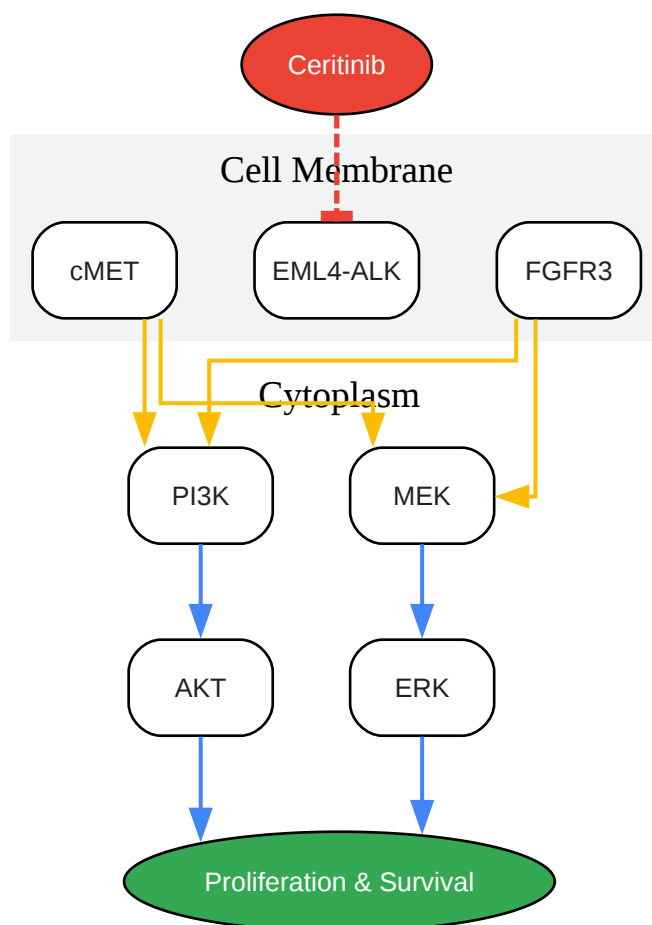 Ceritinib
Cell Membrane
cMET
EML4-ALK
FGFR3
Cytoplasm
PI3K
MEK
AKT
ERK
Proliferation & Survival